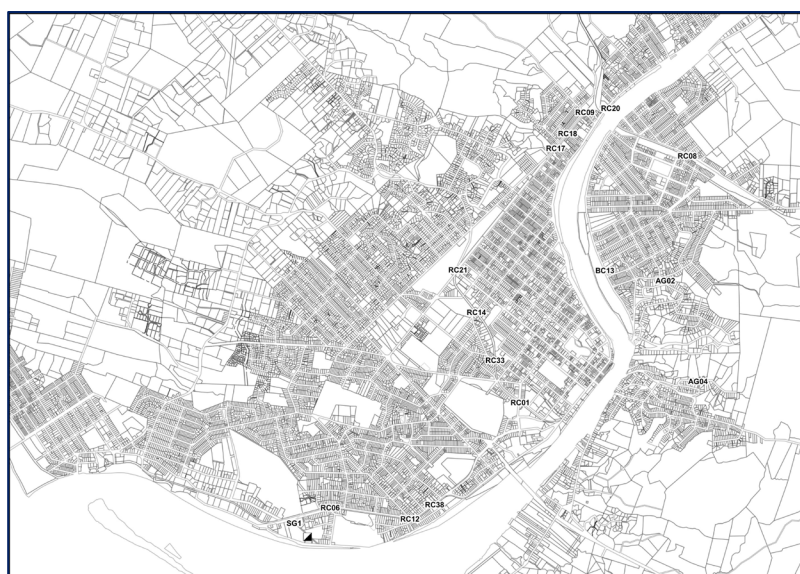 RC09
RC20
RC18
RC17
RC08
RC21
BC13
AG02
RC14
RC33
AG04
RC01
RC06
RC38
SG1
RC12